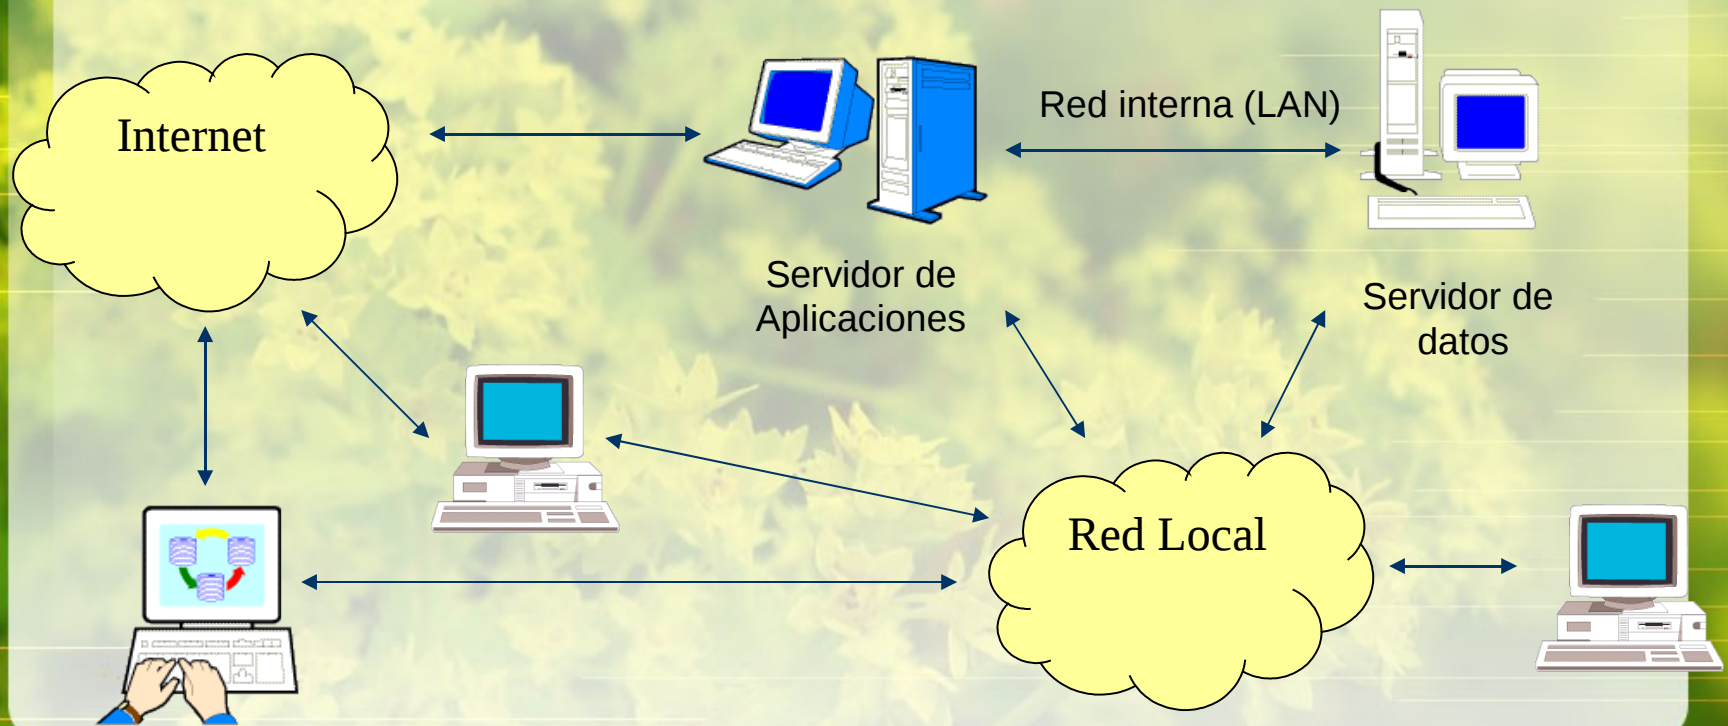 Internet
Red interna (LAN)
Servidor de
Aplicaciones
Servidor de
datos
Red Local